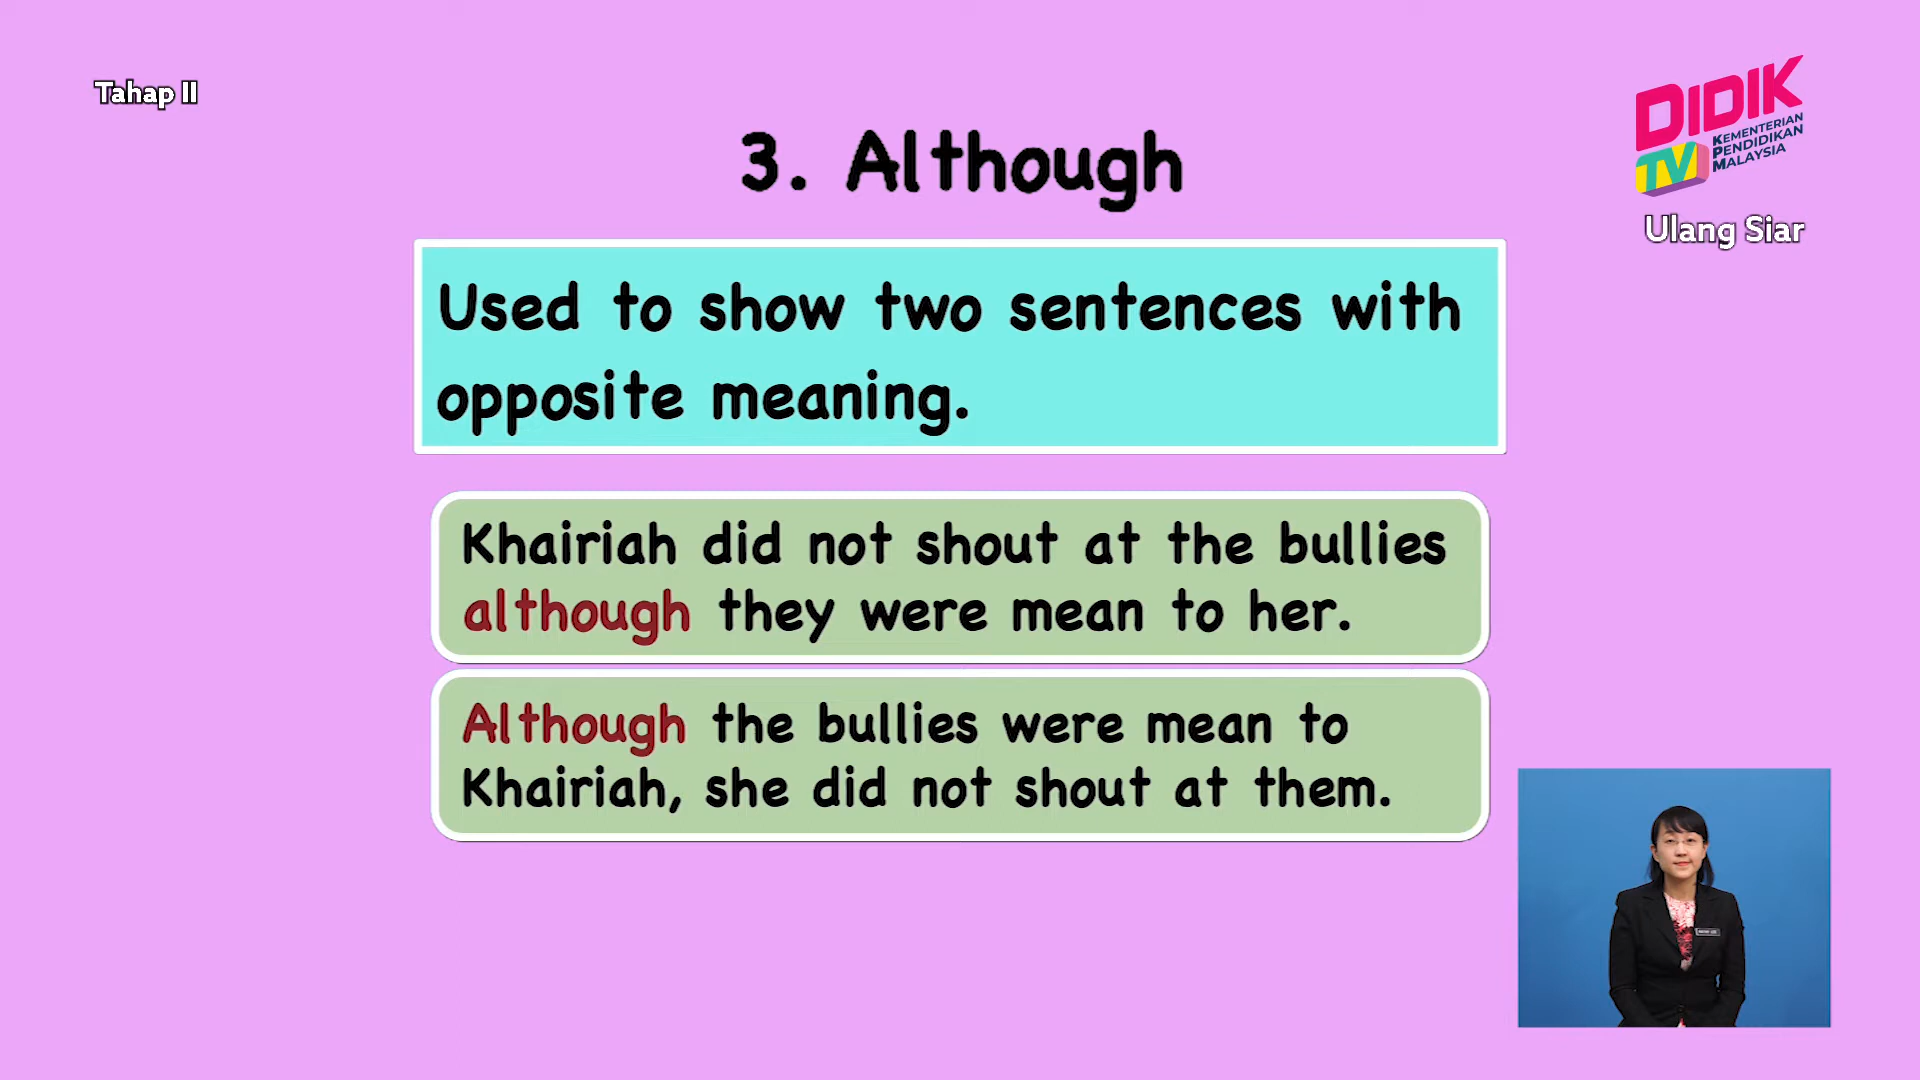 Tahap II
DIDIK
TV
KEMENTERIAN
PENDIDIKAN
MALAYSIA
Ulang Siar
3. Although
Used to show two sentences with
opposite meaning.
Khairiah did not shout at the bullies
although they were mean to her.
Although the bullies were mean to
Khairiah, she did not shout at them.